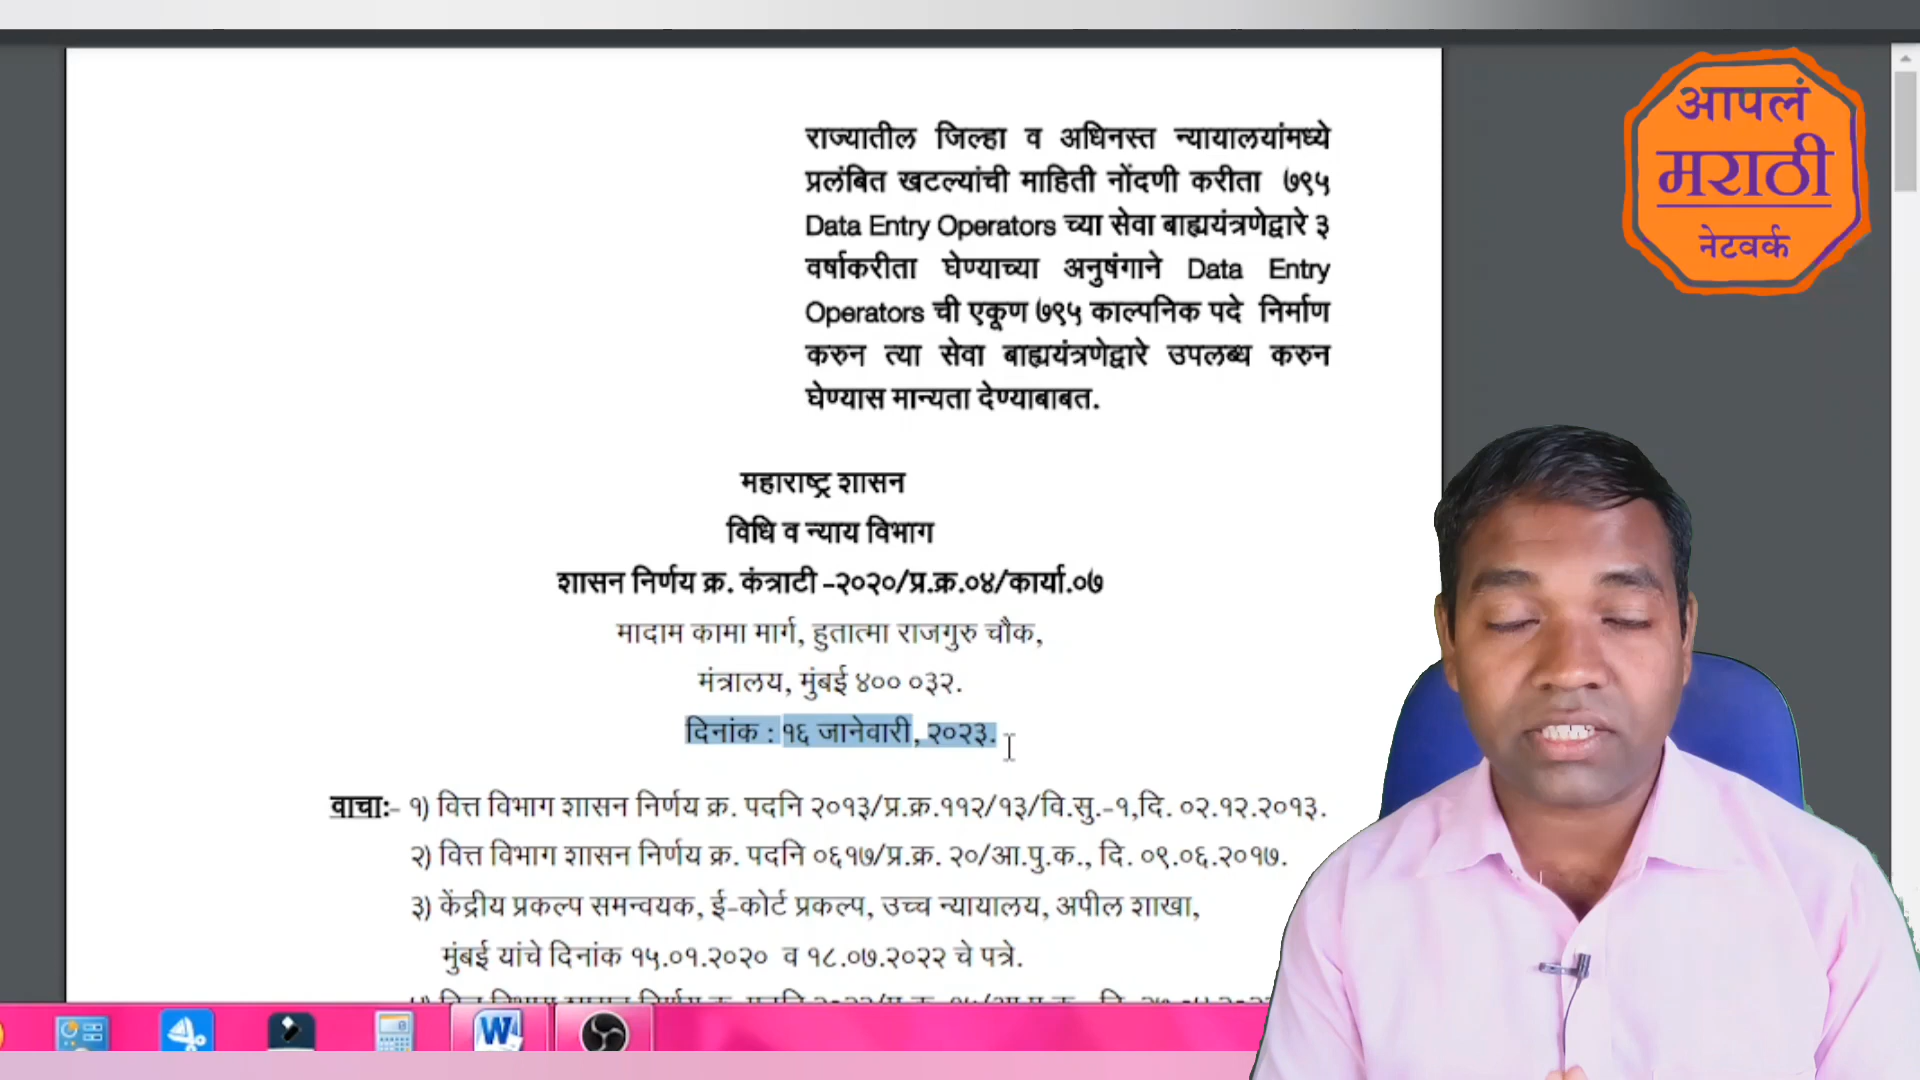 राज्यातील जिल्हा व अधिनस्त न्यायालयांमध्ये
प्रलंबित खटल्यांची माहिती नोंदणी करीता ७९५
Data Entry Operators च्या सेवा बाह्ययंत्रणेद्वारे ३
वर्षाकरीता घेण्याच्या अनुषंगाने Data Entry
Operators ची एकूण ७९५ काल्पनिक पदे निर्माण
करुन त्या सेवा बाह्ययंत्रणेद्वारे उपलब्ध करुन
घेण्यास मान्यता देण्याबाबत.
महाराष्ट्र शासन
विधि व न्याय विभाग
शासन निर्णय क्र. कंत्राटी -२०२०/प्र.क्र.०४/कार्या.०७
मादाम कामा मार्ग, हुतात्मा राजगुरु चौक,
मंत्रालय, मुंबई ४०० ०३२.
दिनांक : १६ जानेवारी, २०२३.
वाचा:- १) वित्त विभाग शासन निर्णय क्र. पदनि २०१३/प्र.क्र.११२/१३/वि.सु.-१,दि. ०२.१२.२०१३.
२) वित्त विभाग शासन निर्णय क्र. पदनि ०६१७/प्र.क्र. २०/आ.पु.क., दि. ०९.०६.२०१७.
३) केंद्रीय प्रकल्प समन्वयक, ई-कोर्ट प्रकल्प, उच्च न्यायालय, अपील शाखा,
मुंबई यांचे दिनांक १५.०१.२०२० व १८.०७.२०२२ चे पत्रे.
आपलं
मराठी
नेटवर्क